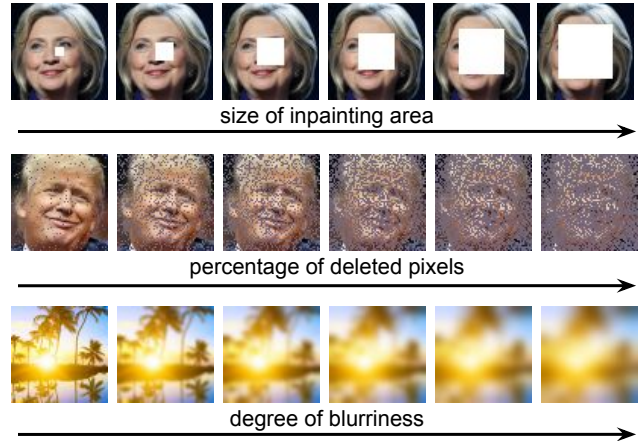 size of inpainting area
percentage of deleted pixels
degree of blurriness